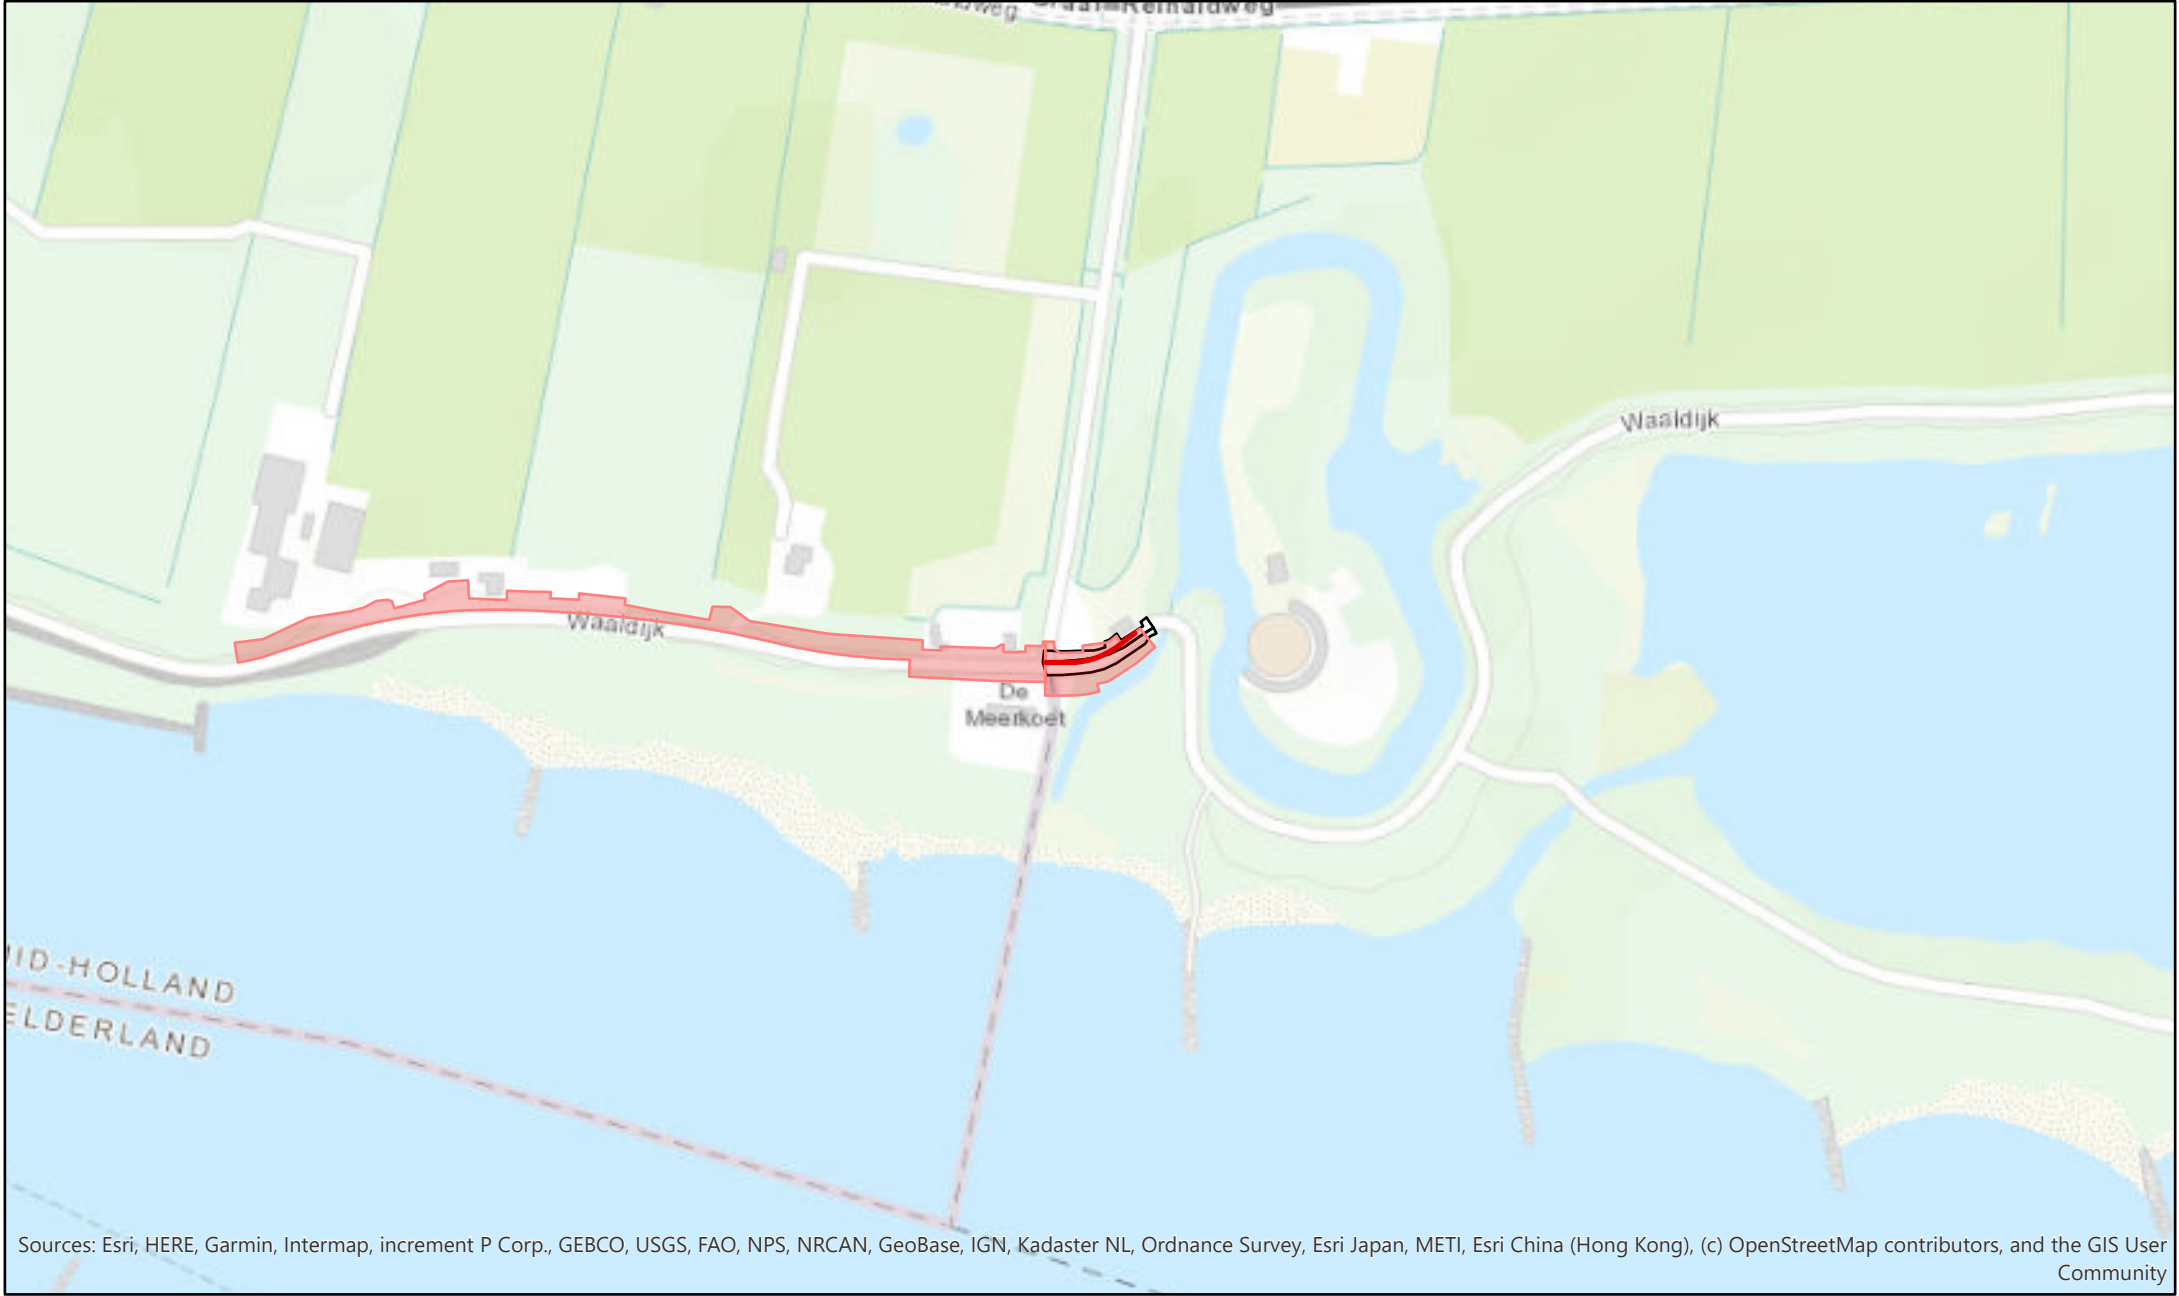 Graaf Reinaldweg
Waaldijk
Waaldijk
De
Meerkoet
UID-HOLLAND
ELDERLAND
Sources: Esri, HERE, Garmin, Intermap, increment P Corp., GEBCO, USGS, FAO, NPS, NRCAN, GeoBase, IGN, Kadaster NL, Ordnance Survey, Esri Japan, METI, Esri China (Hong Kong), (c) OpenStreetMap contributors, and the GIS User
Community